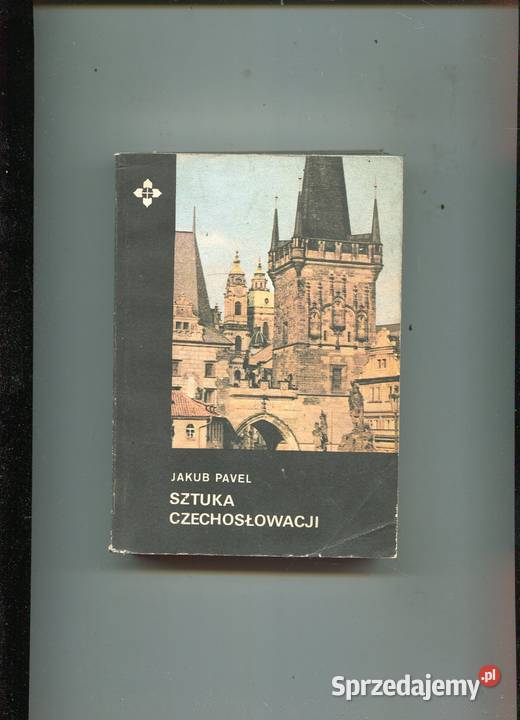 JAKUB PAVEL
SZTUKA
CZECHOSŁOWACJI
Sprzedajemy.pl